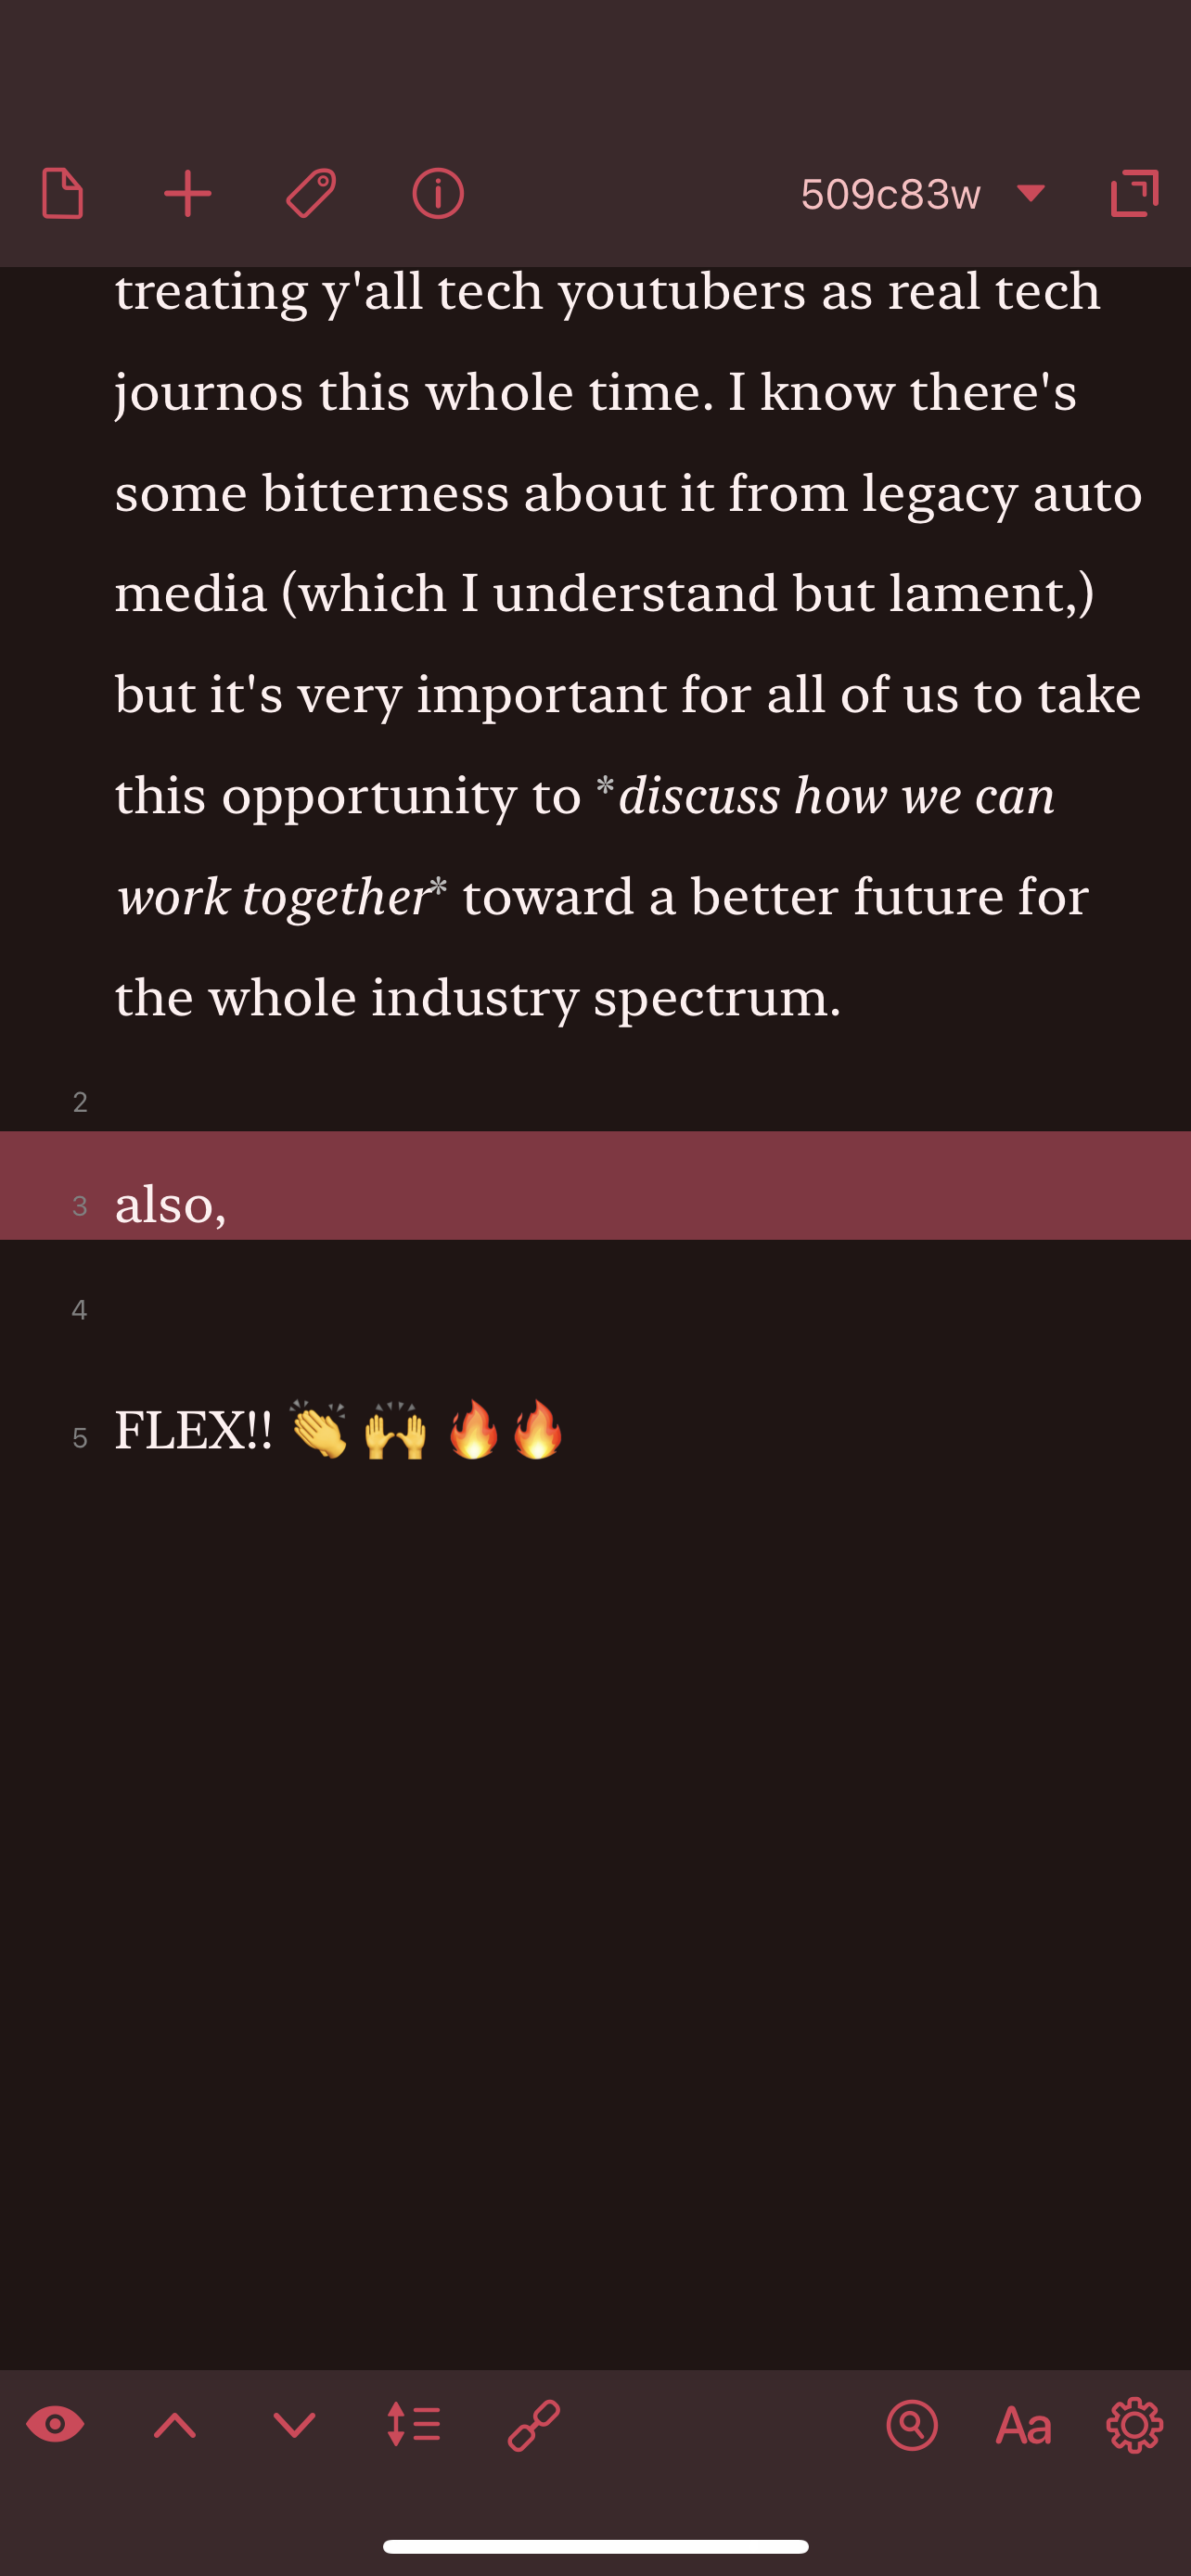 509c83w
treating y'all tech youtubers as real tech
journos this whole time. I know there's
some bitterness about it from legacy auto
media (which I understand but lament,)
but it's very important for all of us to take
this opportunity to *discuss how we can
work together* toward a better future for
the whole industry spectrum.
2
3 also,
4
5 FLEX!! 👏 🙌 🔥🔥
Aa